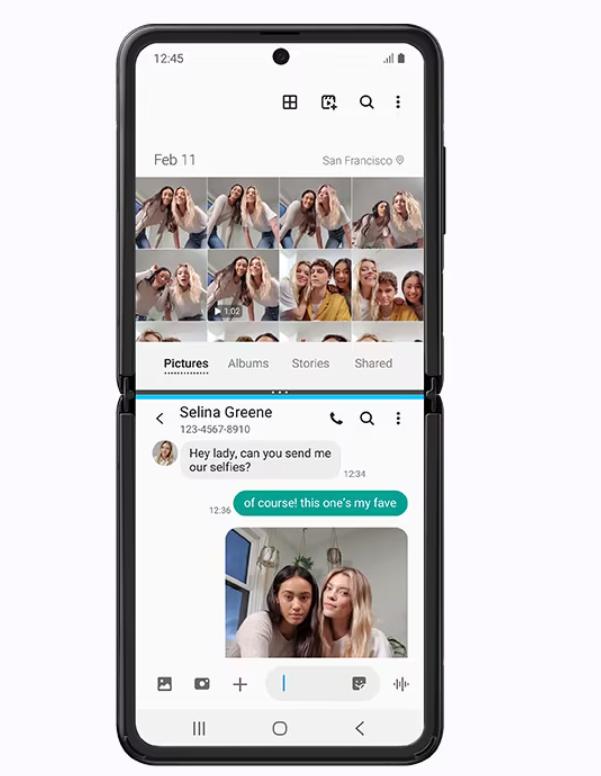 12:45
Feb 11
San Francisco
1:02
Pictures Albums Stories Shared
Selina Greene
123-4567-8910
Hey lady, can you send me
our selfies?
12:34
of course! this one's my fave
12:36